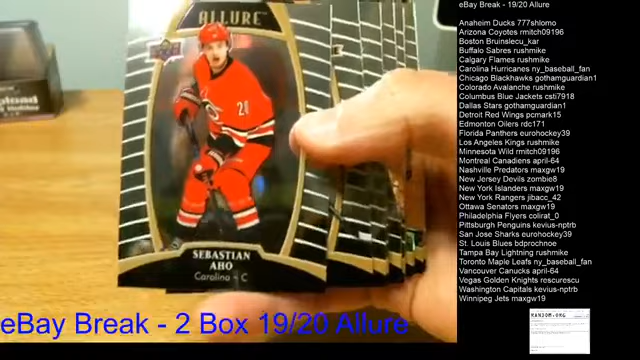 eBay Break - 19/20 Allure
Anaheim Ducks 777shlomo
Arizona Coyotes rmitch09196
Boston Bruinslecu_kar
Buffalo Sabres rushmike
Calgary Flames rushmike
Carolina Hurricanes ny_baseball_fan
Chicago Blackhawks gothamguardian1
Colorado Avalanche rushmike
Columbus Blue Jackets csti7918
Dallas Stars gothamguardian1
Detroit Red Wings pcmark15
Edmonton Oilers rdc171
Florida Panthers eurohockey39
Los Angeles Kings rushmike
Minnesota Wild rmitch09196
Montreal Canadiens april-64
Nashville Predators maxgw19
New Jersey Devils zombie8
New York Islanders maxgw19
New York Rangers jibacc_42
Ottawa Senators maxgw19
Philadelphia Flyers colirat_0
Pittsburgh Penguins kevius-nptrb
San Jose Sharks eurohockey39
St. Louis Blues bdprochnoe
Tampa Bay Lightning rushmike
Toronto Maple Leafs ny_baseball_fan
Vancouver Canucks april-64
Vegas Golden Knights rescurescu
Washington Capitals kevius-nptrb
Winnipeg Jets maxgw19
RANDOM.ORG
ALLURE
20
SEBASTIAN
AHO
Carolina - C
eBay Break - 2 Box 19/20 Allure